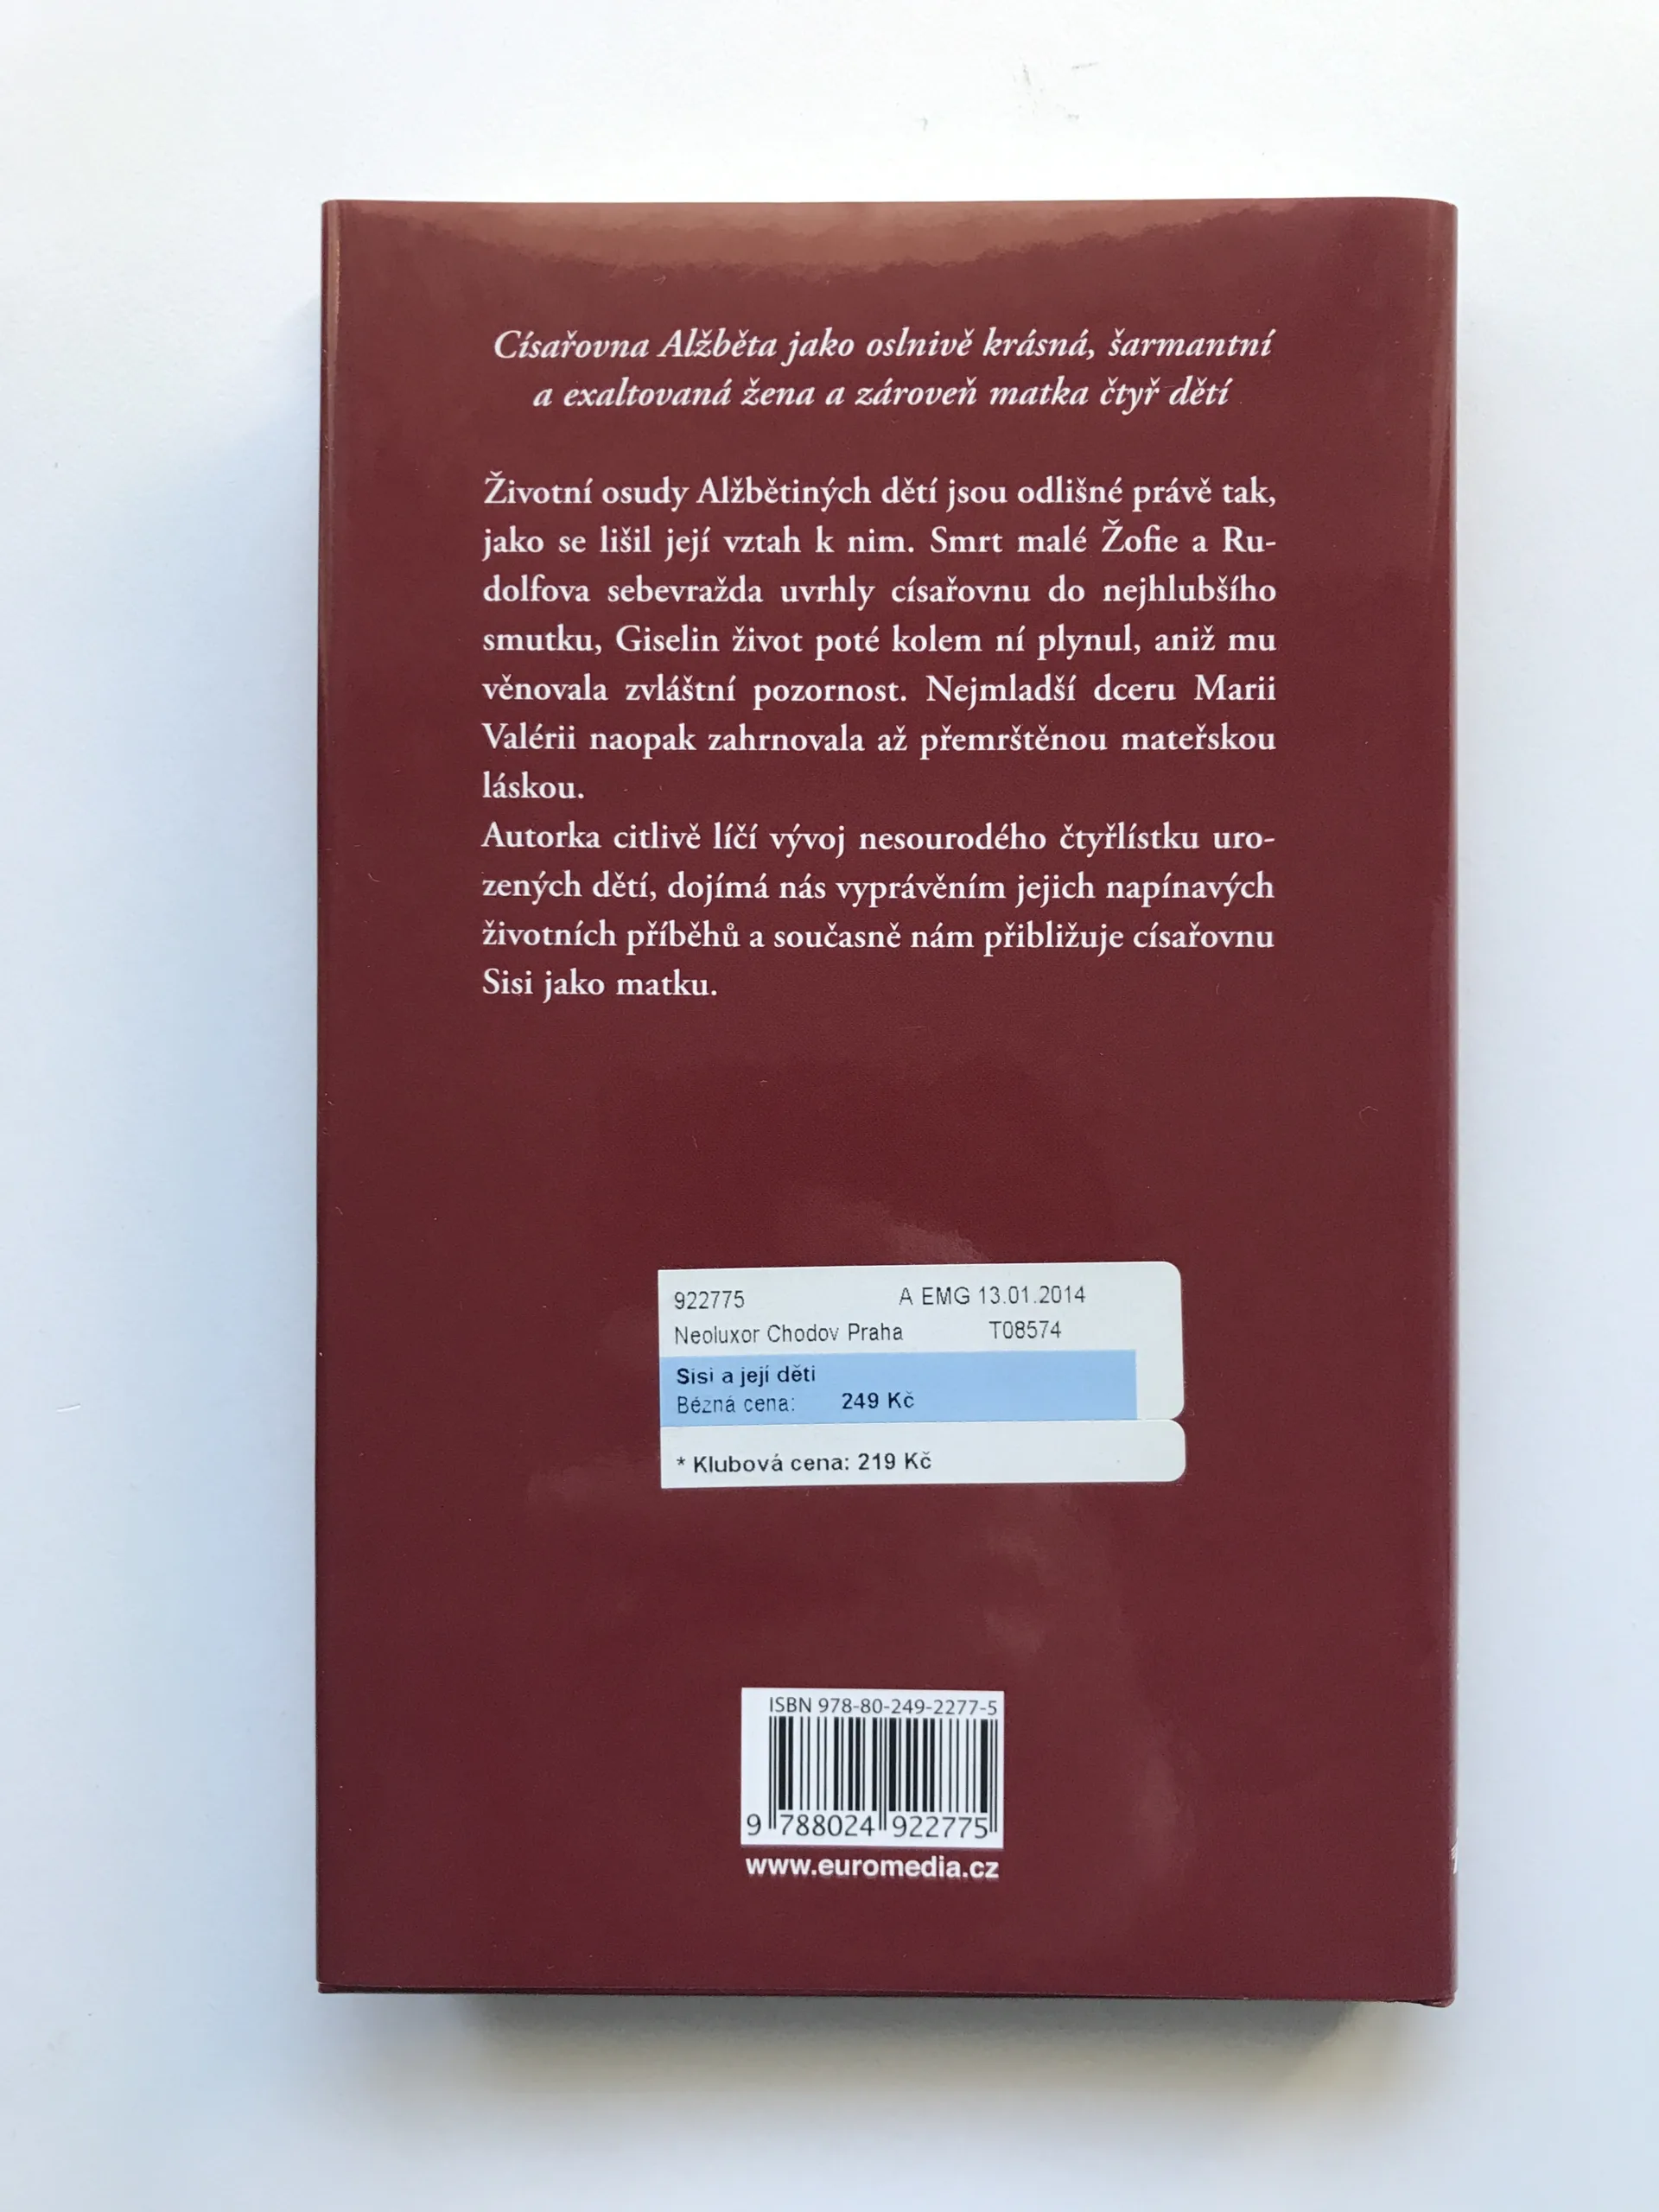 Císařovna Alžběta jako oslnivě krásná, šarmantní
a exaltovaná žena a zároveň matka čtyř dětí
Životní osudy Alžbětiných dětí jsou odlišné právě tak,
jako se lišil její vztah k nim. Smrt malé Žofie a Ru-
dolfova sebevražda uvrhly císařovnu do nejhlubšího
smutku, Giselin život poté kolem ní plynul, aniž mu
věnovala zvláštní pozornost. Nejmladší dceru Marii
Valérii naopak zahrnovala až přemrštěnou mateřskou
láskou.
Autorka citlivě líčí vývoj nesourodého čtyřlístku uro-
zených dětí, dojímá nás vyprávěním jejich napínavých
životních příběhů a současně nám přibližuje císařovnu
Sisi jako matku.
922775 A EMG 13.01.2014
Neoluxor Chodov Praha T08574
Sisi a její děti
Běžná cena: 249 Kč
* Klubová cena: 219 Kč
ISBN 978-80-249-2277-5
9 788024 922775
www.euromedia.cz